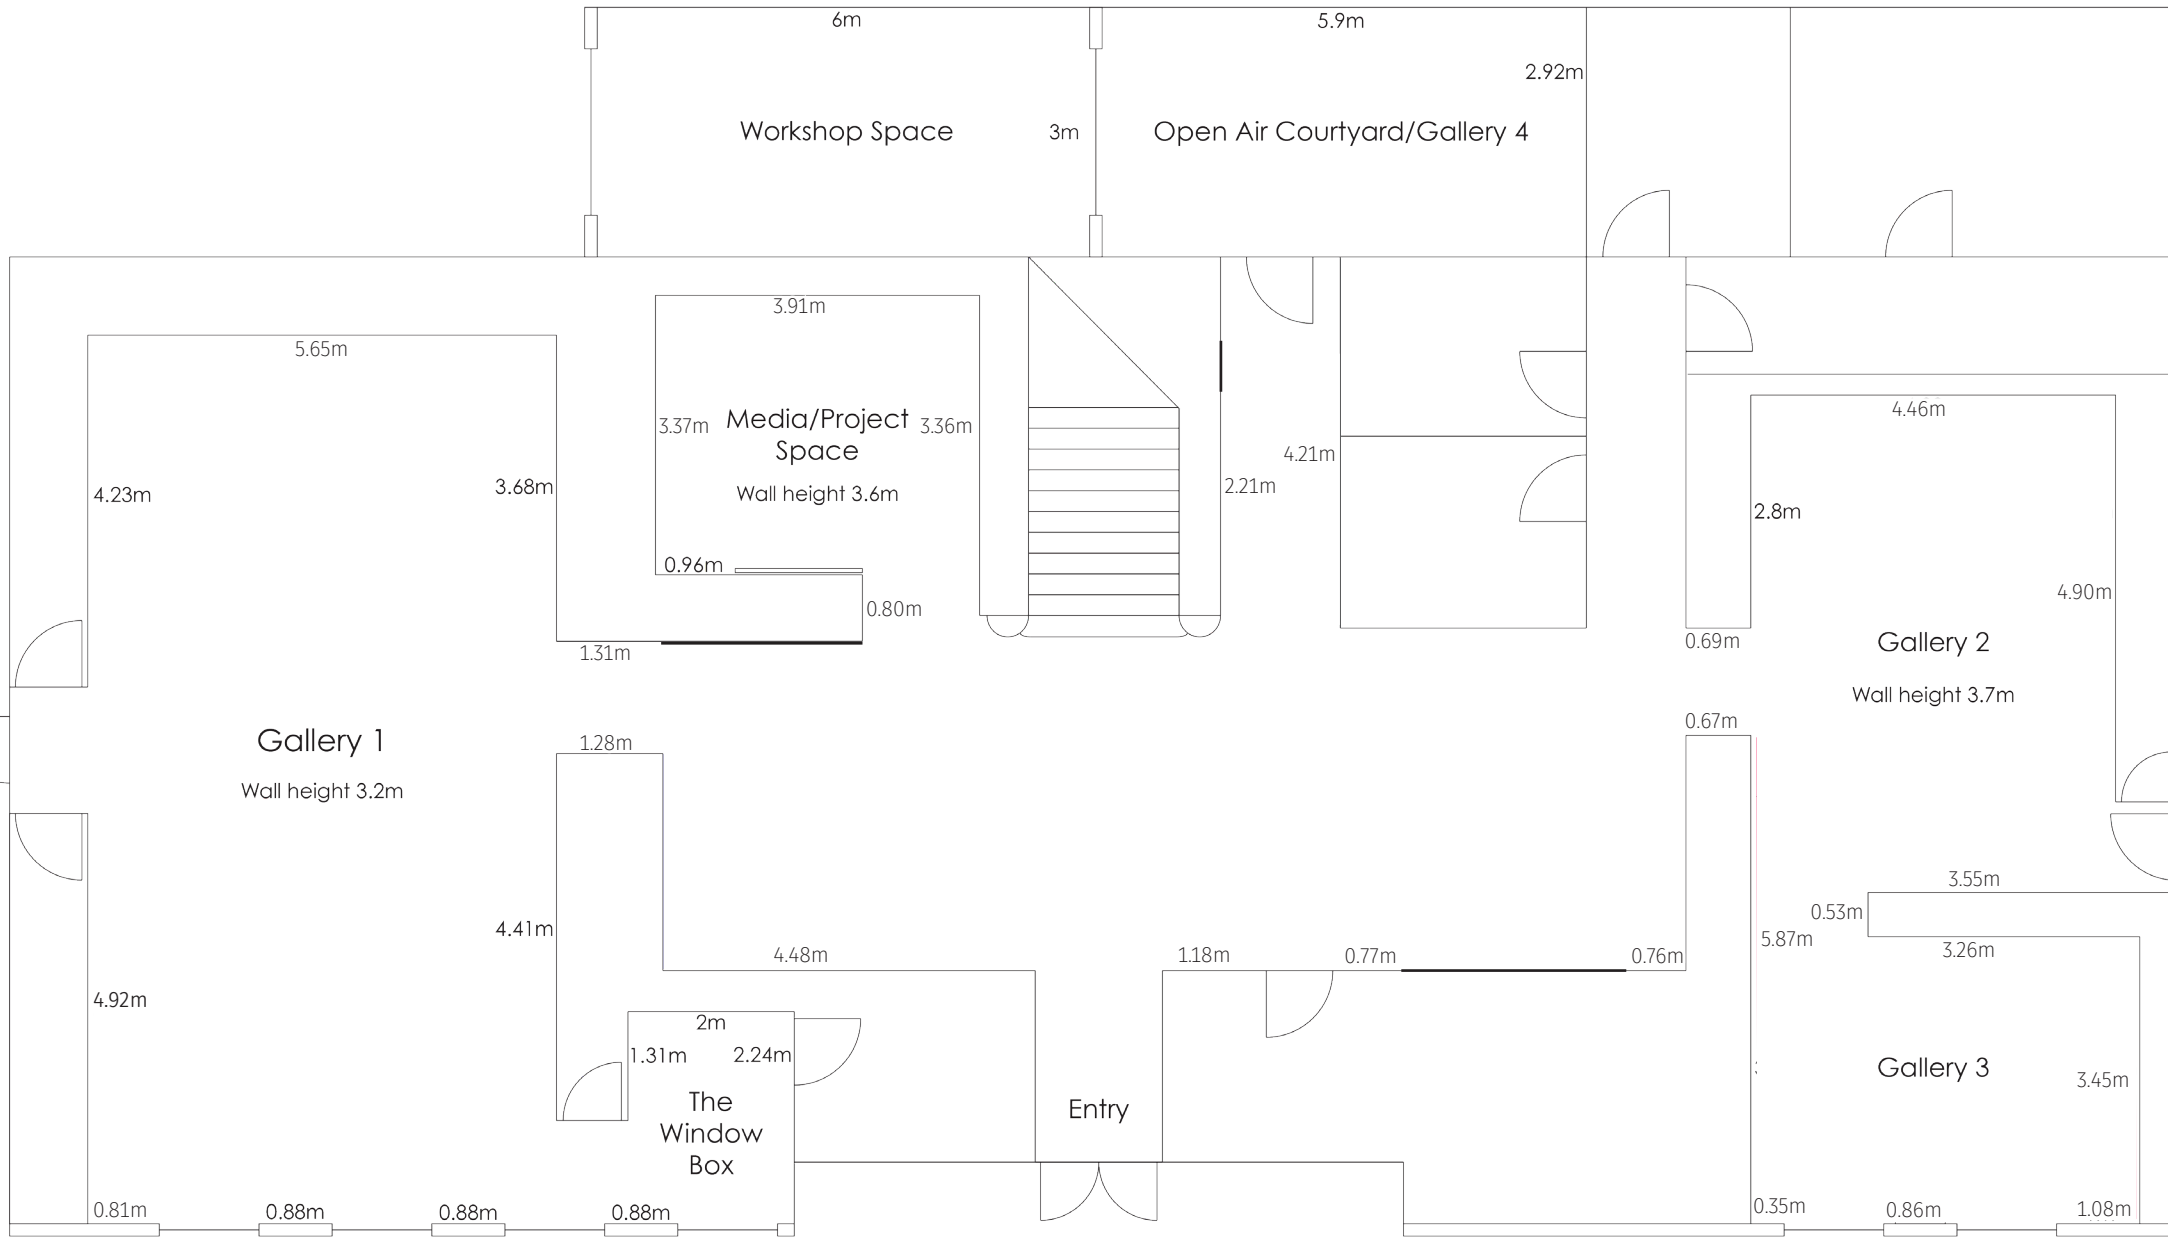 6m
5.9m
2.92m
Workshop Space
3m
Open Air Courtyard/Gallery 4
3.91m
5.65m
4.46m
3.37m
Media/Project
Space
3.36m
Wall height 3.6m
4.23m
3.68m
4.21m
2.21m
2.8m
0.96m
0.80m
4.90m
1.31m
0.69m
Gallery 2
Wall height 3.7m
Gallery 1
Wall height 3.2m
1.28m
0.67m
3.55m
0.53m
4.41m
4.48m
1.18m
0.77m
0.76m
5.87m
3.26m
4.92m
2m
1.31m
2.24m
The
Window
Box
Entry
Gallery 3
3.45m
0.81m
0.88m
0.88m
0.88m
0.35m
0.86m
1.08m